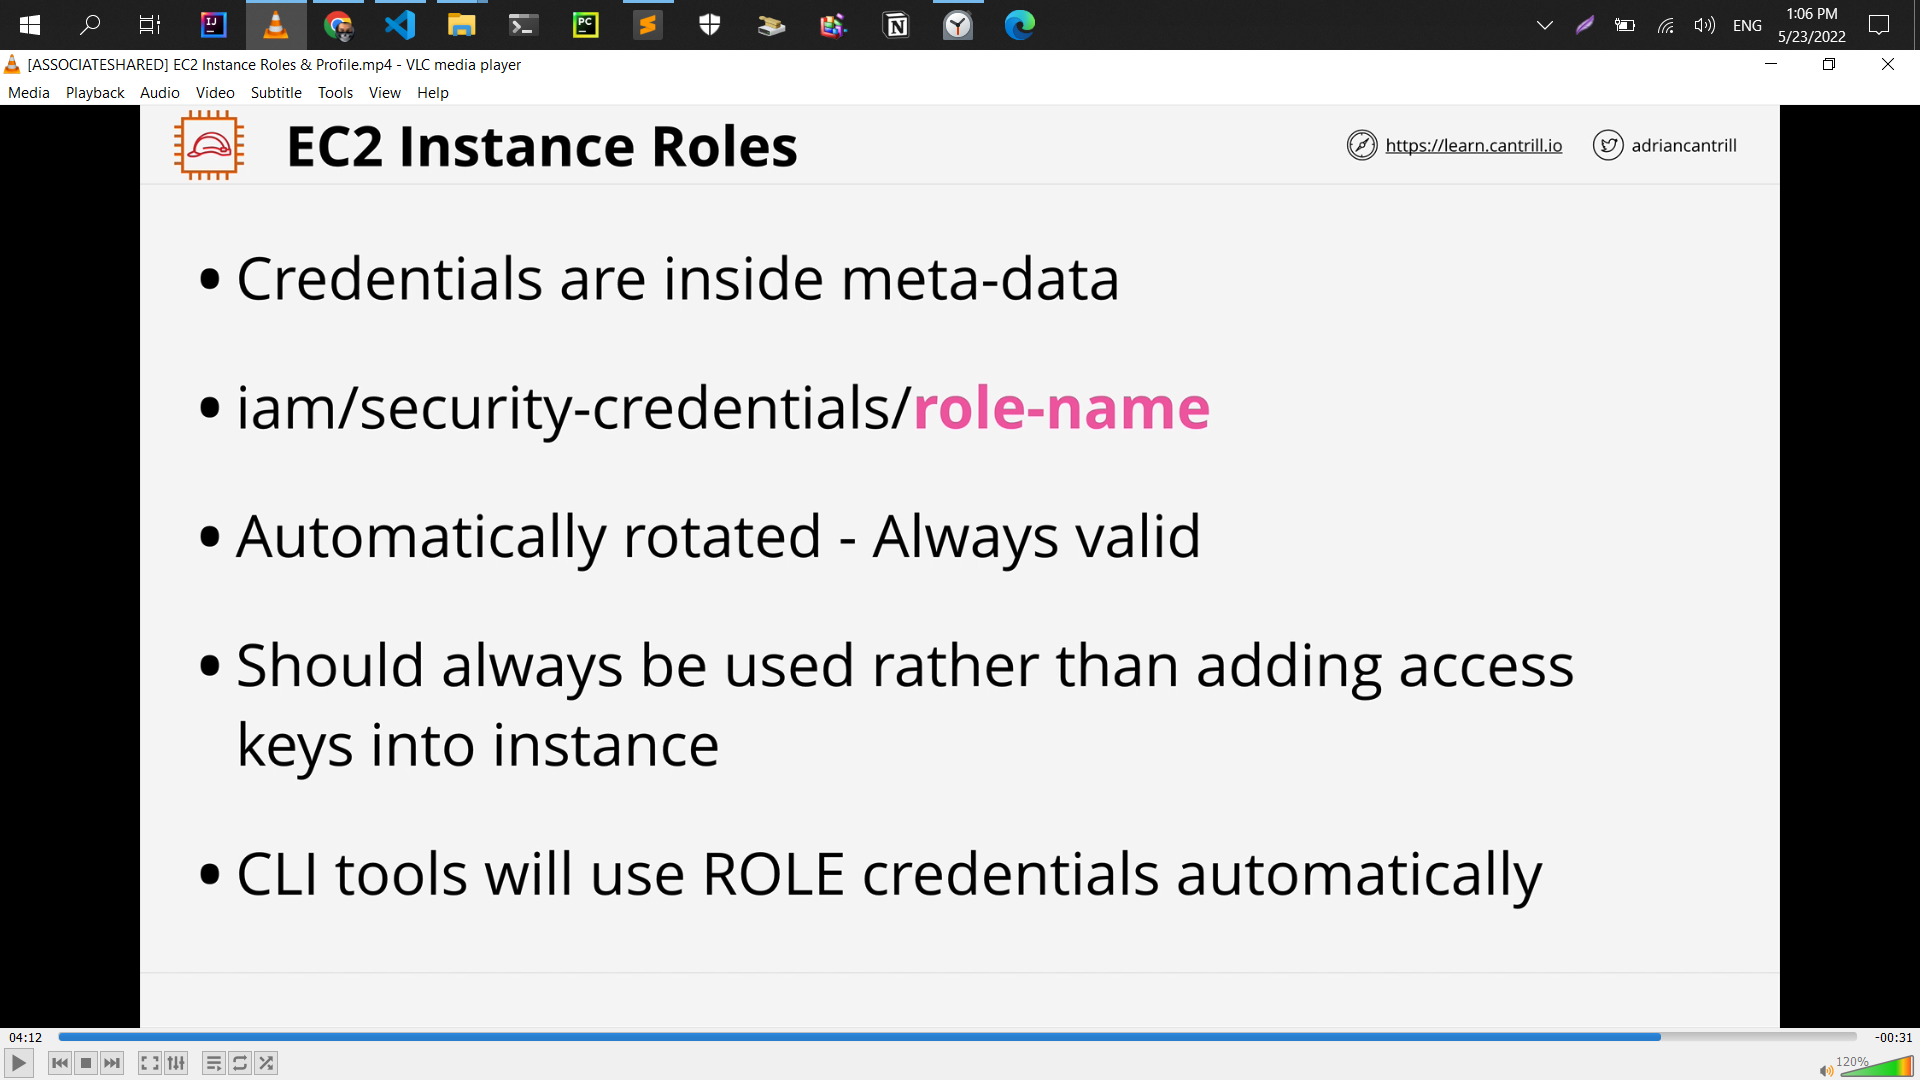 IJ
PC
N
ENG
1:06 PM
5/23/2022
[ASSOCIATESHARED] EC2 Instance Roles & Profile.mp4 - VLC media player
Media Playback Audio Video Subtitle Tools View Help
EC2 Instance Roles
https://learn.cantrill.io
adriancantrill
• Credentials are inside meta-data
• iam/security-credentials/role-name
• Automatically rotated - Always valid
• Should always be used rather than adding access
keys into instance
• CLI tools will use ROLE credentials automatically
04:12
-00:31
120%